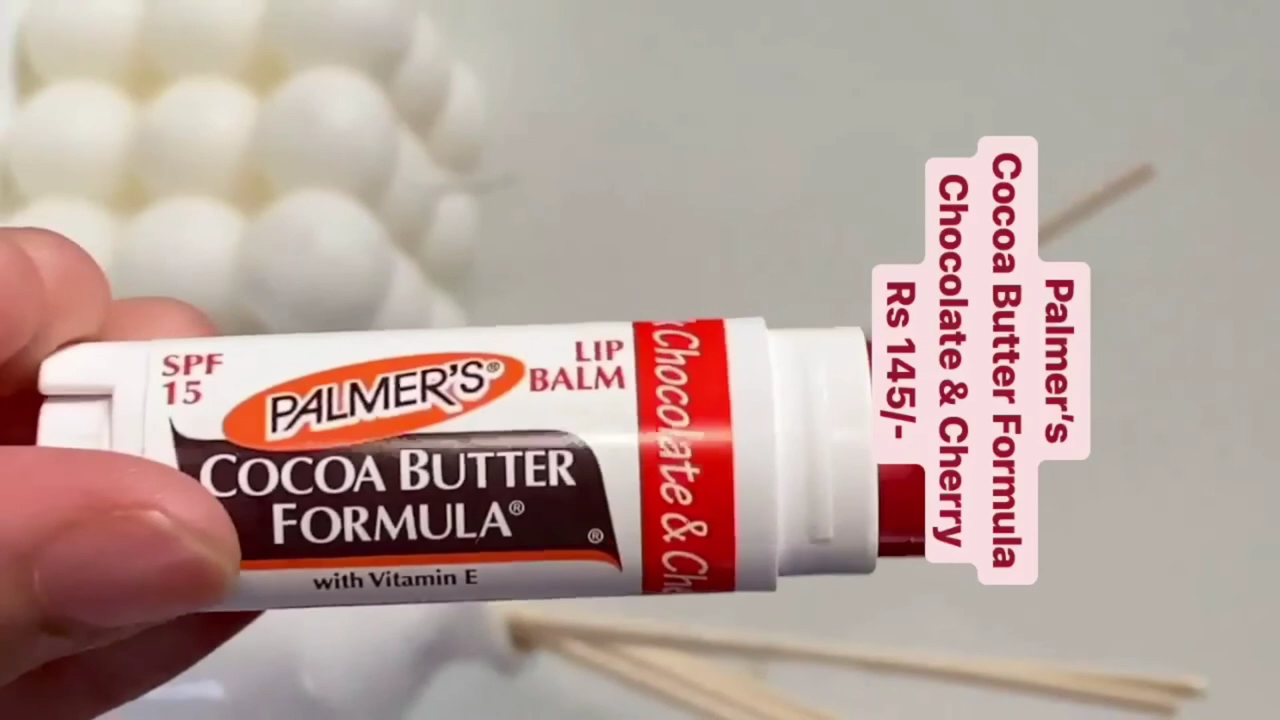 SPF
15
PALMER'S®
LIP
BALM
COCOA BUTTER
FORMULA®
®
with Vitamin E
Chocolate &
Palmer's
Cocoa Butter Formula
Chocolate & Cherry
Rs 145/-